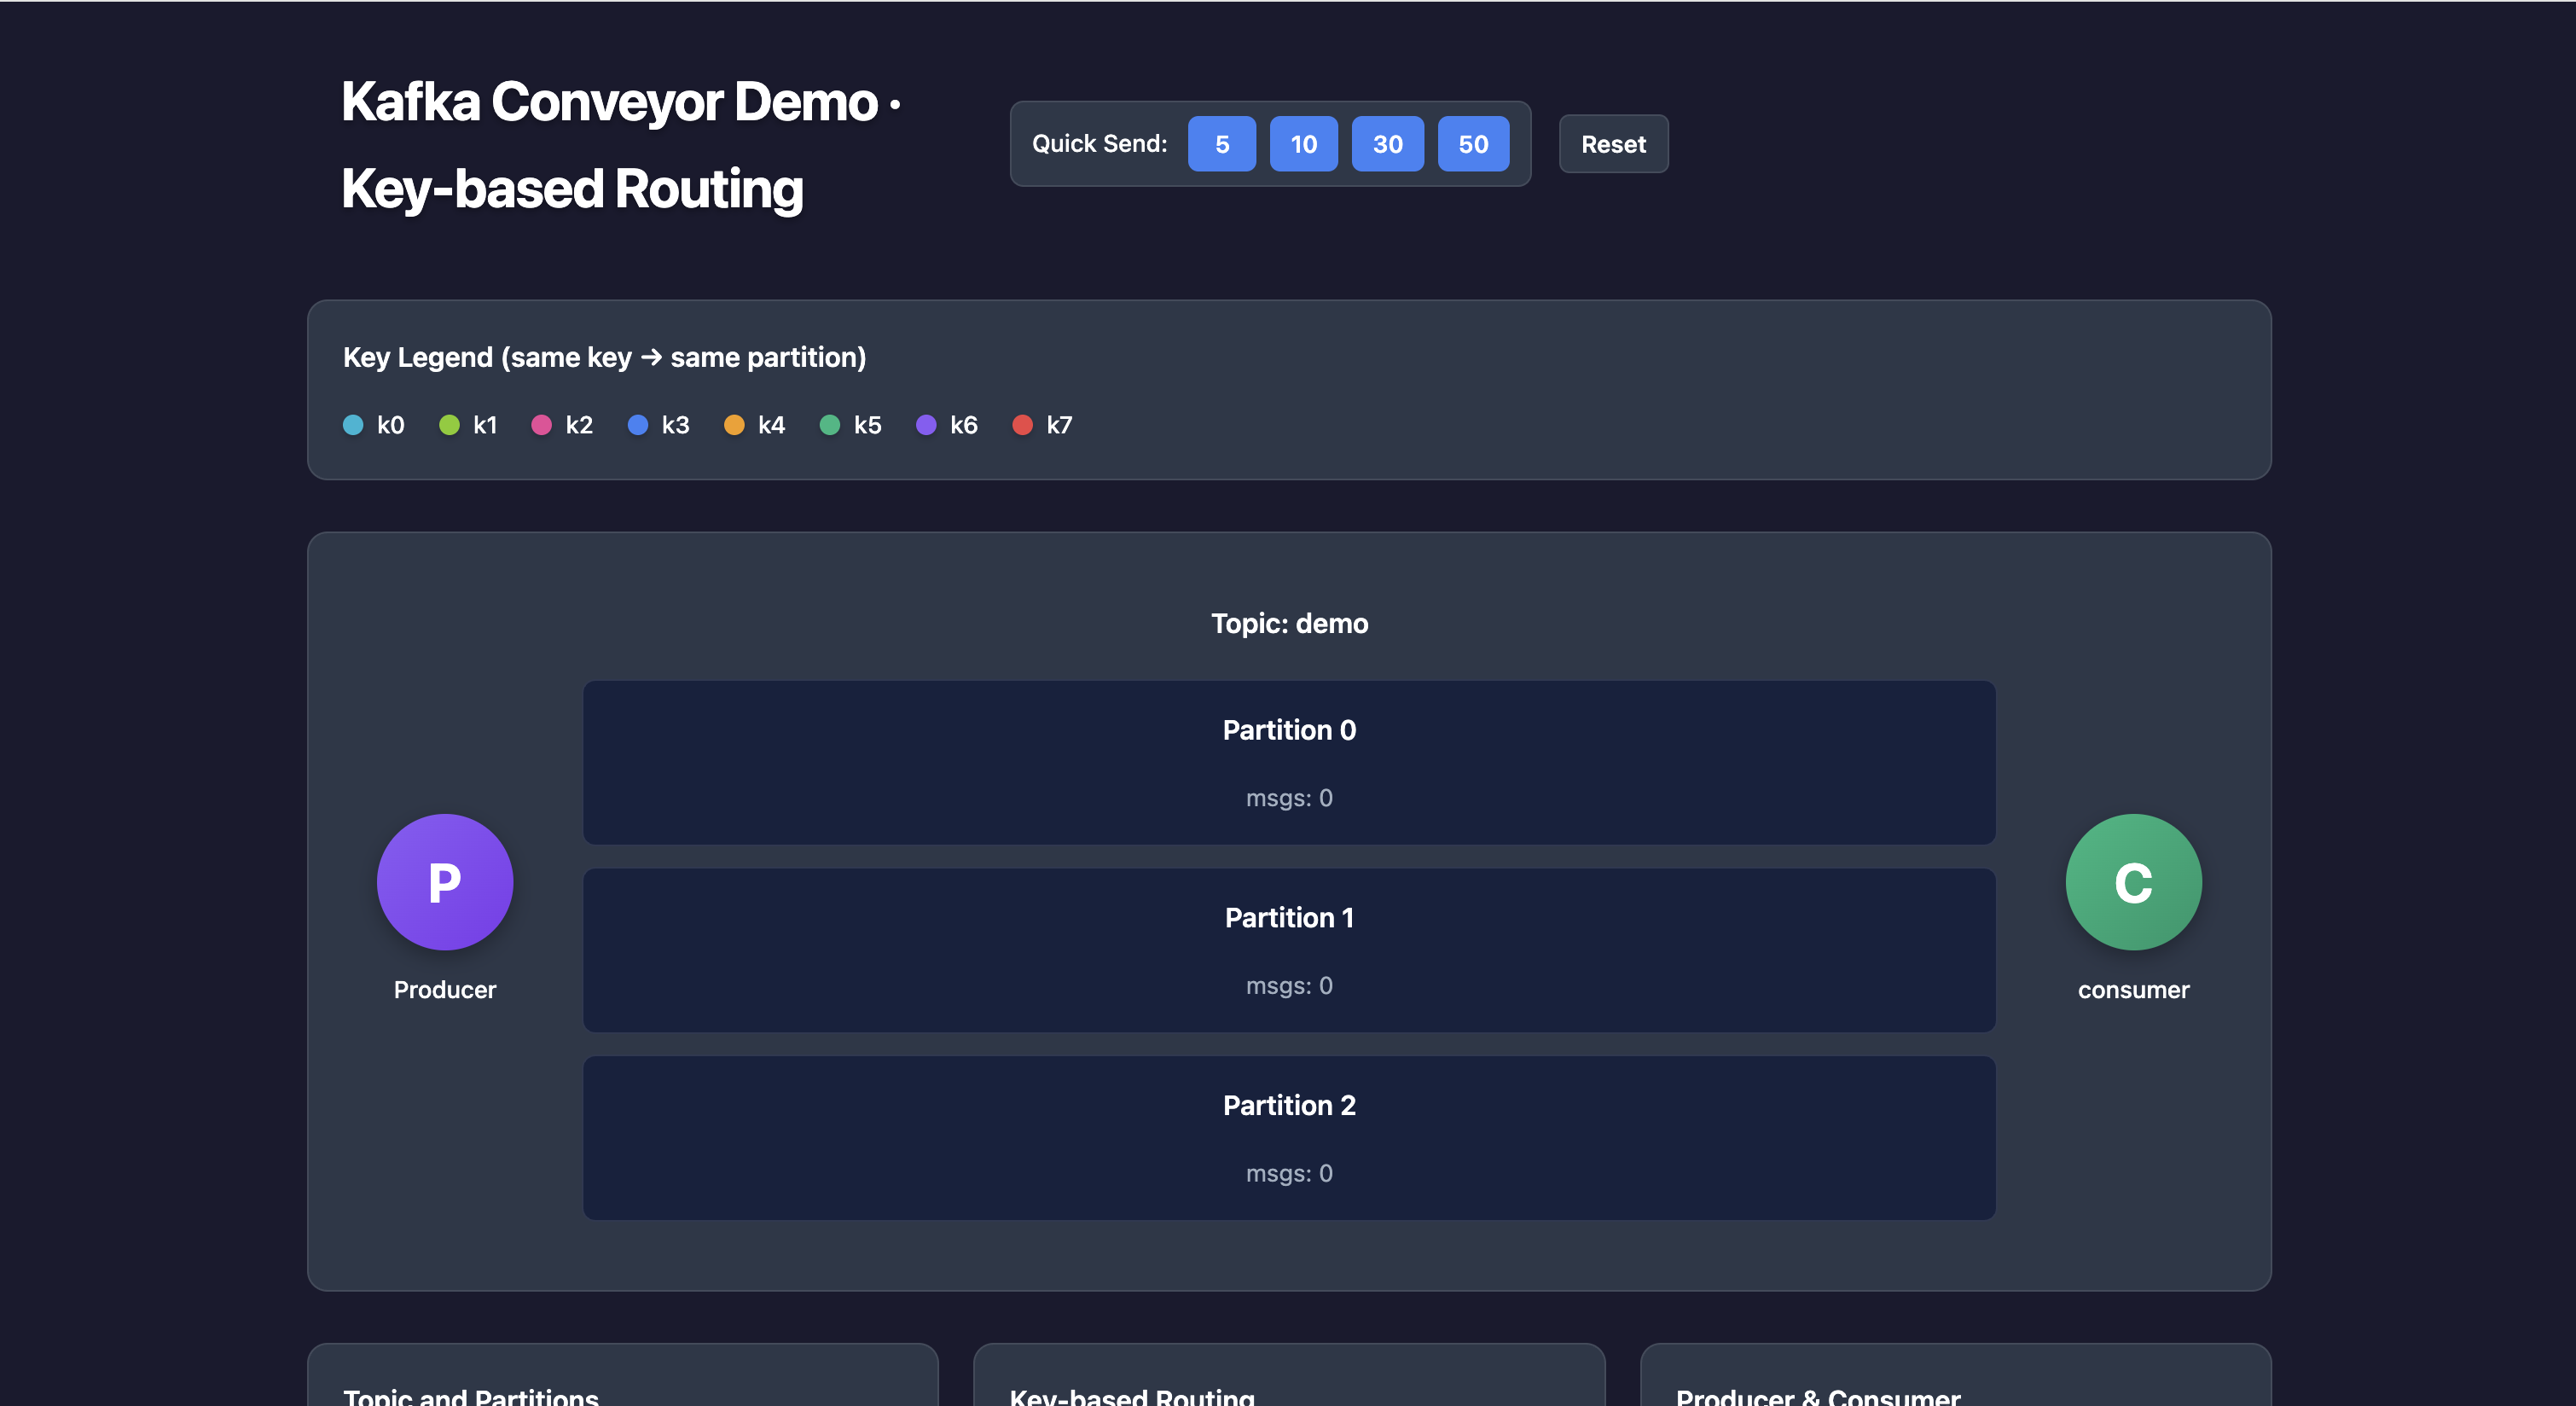 Kafka Conveyor Demo ·
Key-based Routing
Quick Send: 5 10 30 50 Reset
Key Legend (same key → same partition)
k0 k1 k2 k3 k4 k5 k6 k7
Topic: demo
Partition 0
msgs: 0
Partition 1
msgs: 0
Partition 2
msgs: 0
P
Producer
C
consumer
Topic and Partitions
Key-based Routing
Producer & Consumer